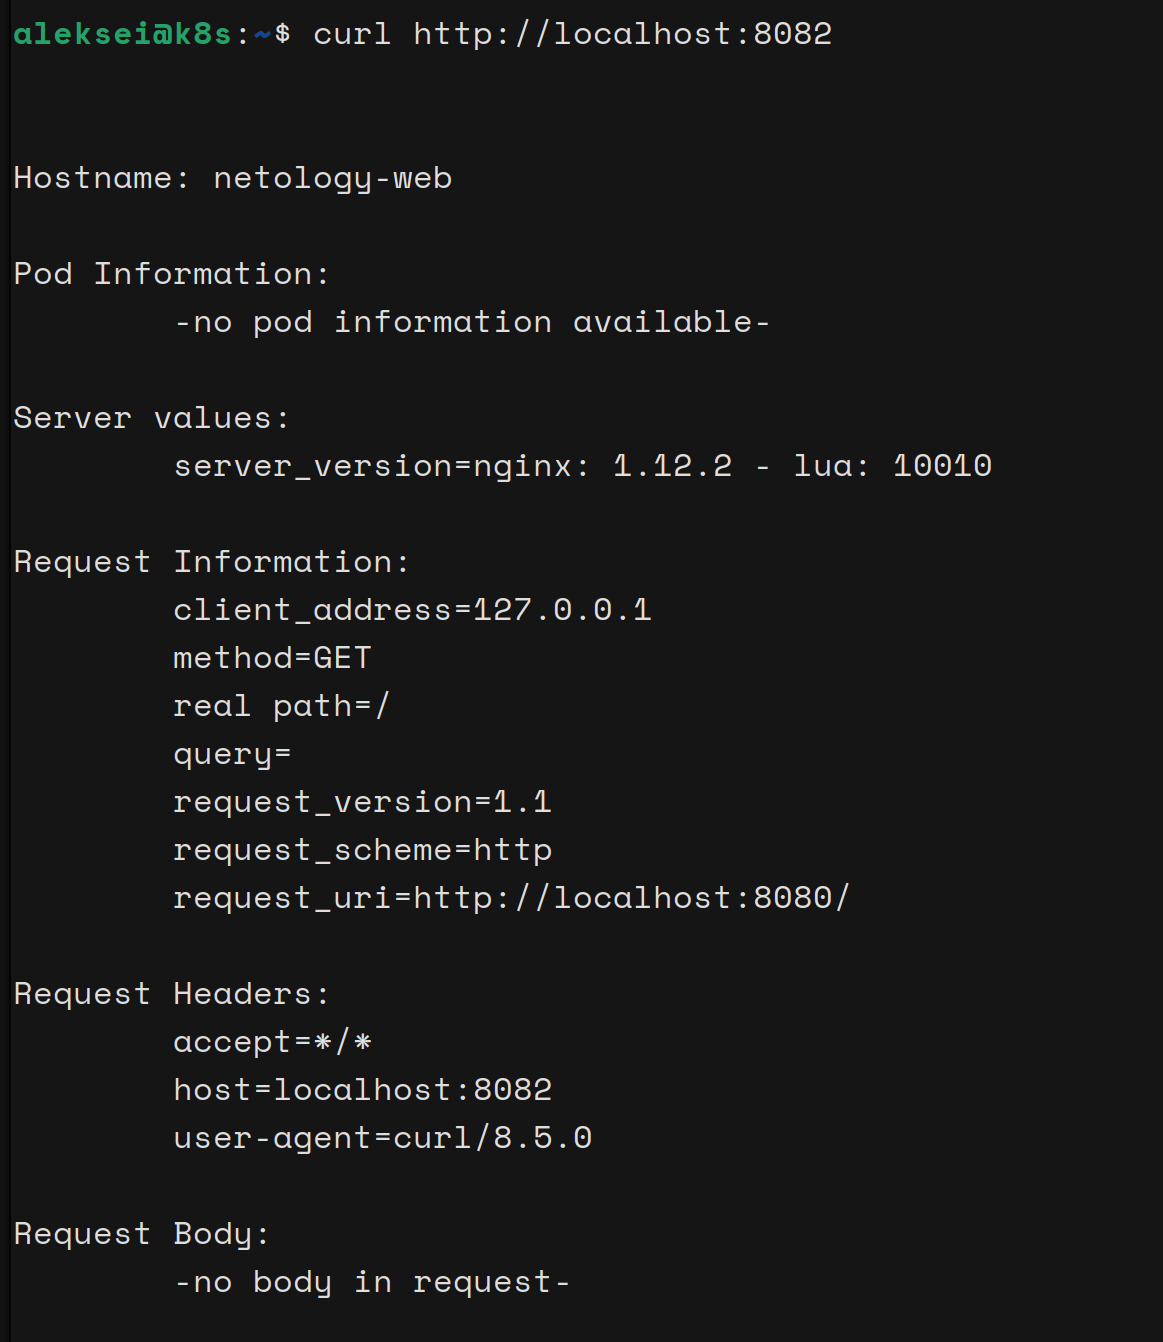 aleksei@k8s:~$ curl http://localhost:8082
Hostname: netology-web
Pod Information:
-no pod information available-
Server values:
server_version=nginx: 1.12.2 - lua: 10010
Request Information:
client_address=127.0.0.1
method=GET
real path=/
query=
request_version=1.1
request_scheme=http
request_uri=http://localhost:8080/
Request Headers:
accept=*/*
host=localhost:8082
user-agent=curl/8.5.0
Request Body:
-no body in request-